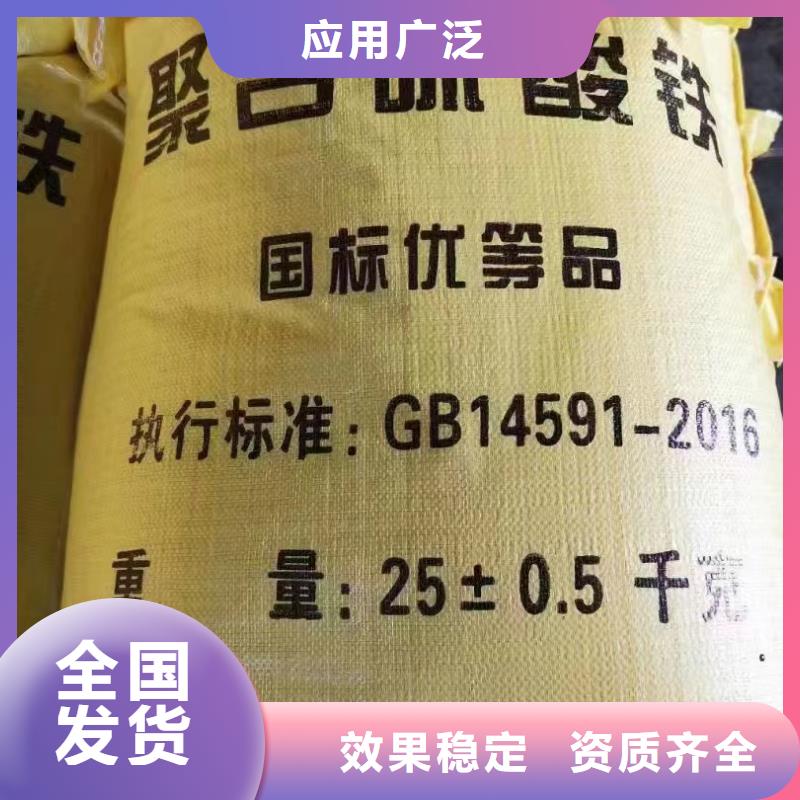 应用广泛
聚合硫酸铁
铁
国标优等品
执行标准:GB14591-2016
重量:25±0.5千克
全国
发货
效果稳定 资质齐全